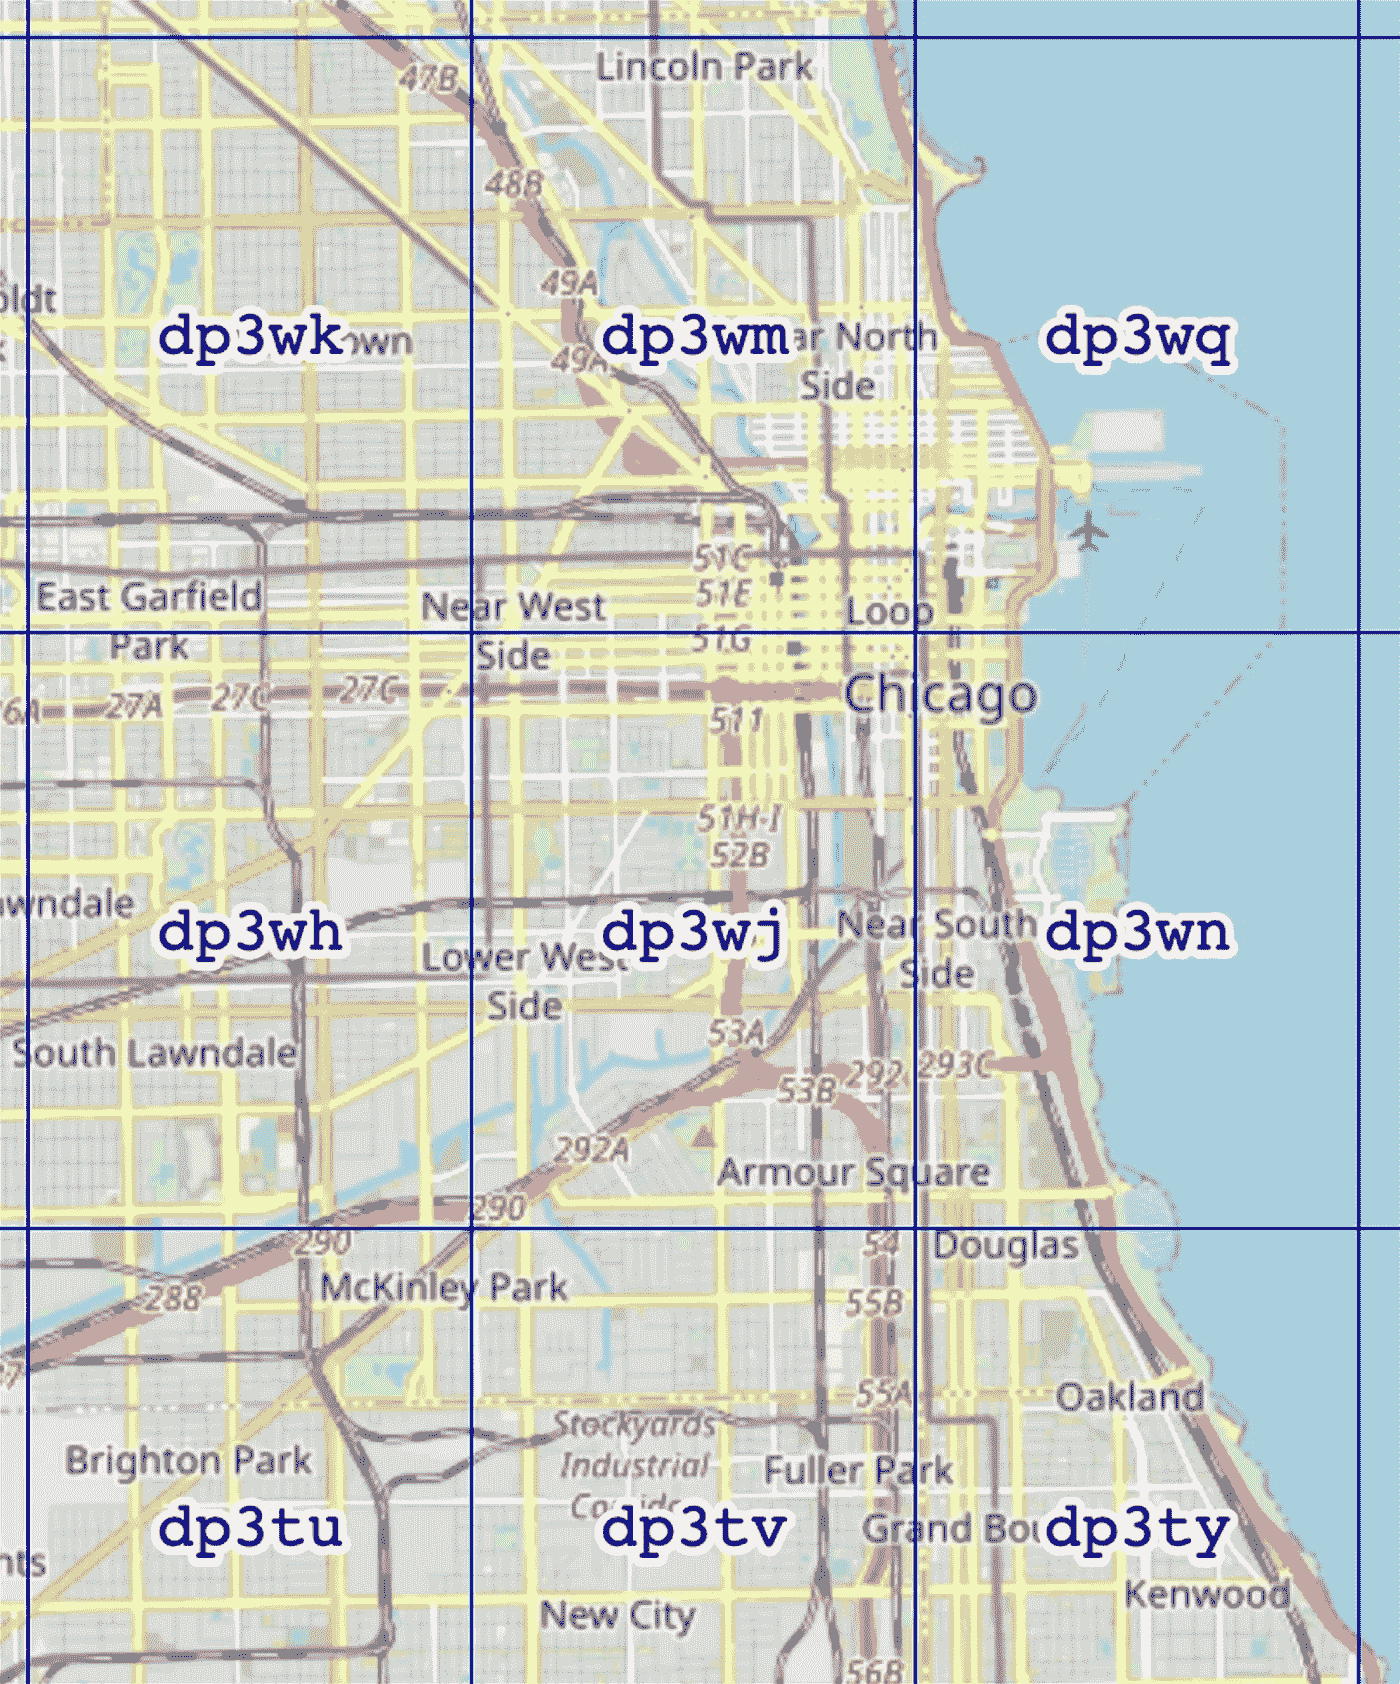 Lincoln Park
47B
48B
49A
dp3wk
dp3wm
dp3wq
49A
Side
51C
East Garfield
Near West
51E
Loop
Park
Side
51G
27A
27C
27C
Chicago
511
51H-I
52B
dp3wh
dp3wj
Near South
dp3wn
Lower West
Side
Side
South Lawndale
53A
53B
292
293C
292A
Armour Square
290
290
54
Douglas
McKinley Park
288
55B
55A
Oakland
Stockyards
Industrial
Brighton Park
Fuller Park
dp3tu
dp3tv
Grand
dp3ty
Kenwood
New City
56B